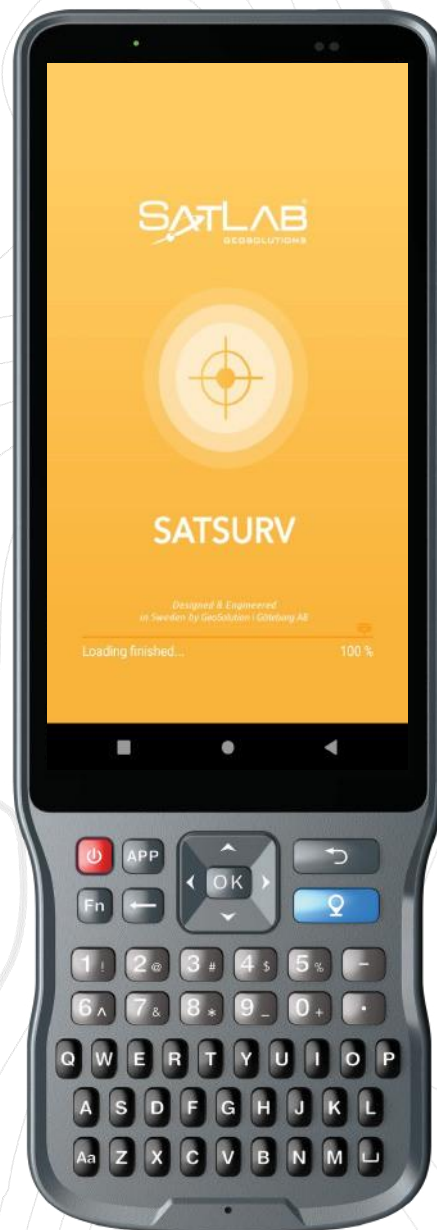 SATLAB
GEOSOLUTIONS
SATSURV
Designed & Engineered
in Sweden by GeoSolution i Göteborg AB
Loading finished... 100 %
APP
OK
Fn
1 ! 2 @ 3 # 4 $ 5 % -
6 ^ 7 & 8 * 9 _ 0 + .
Q W E R T Y U I O P
A S D F G H J K L
Aa Z X C V B N M